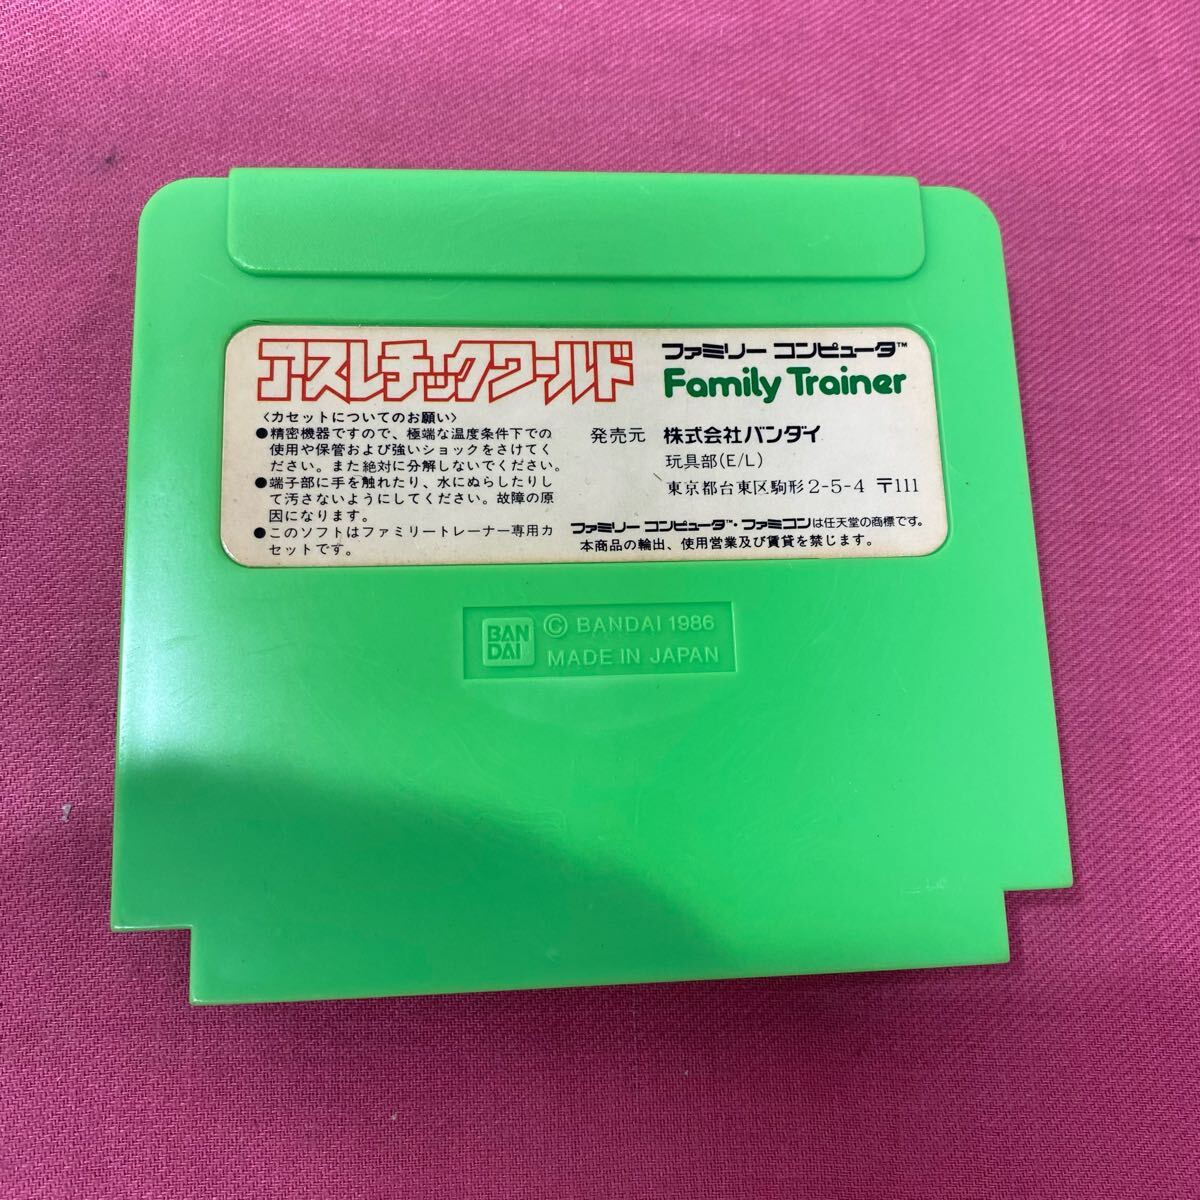 アスレチックワールド
〈カセットについてのお願い〉
●精密機器ですので、極端な温度条件下での
使用や保管および強いショックをさけてく
ださい。また絶対に分解しないでください。
●端子部に手を触れたり、水にぬらしたりし
て汚さないようにしてください。故障の原
因になります。
●このソフトはファミリートレーナー専用カ
セットです。
ファミリー コンピュータ™
Family Trainer
発売元 株式会社バンダイ
玩具部(E/L)
東京都台東区駒形2-5-4 〒111
ファミリー コンピュータ™・ファミコンは任天堂の商標です。
本商品の輸出、使用営業及び賃貸を禁じます。
BAN
DAI
© BANDAI 1986
MADE IN JAPAN